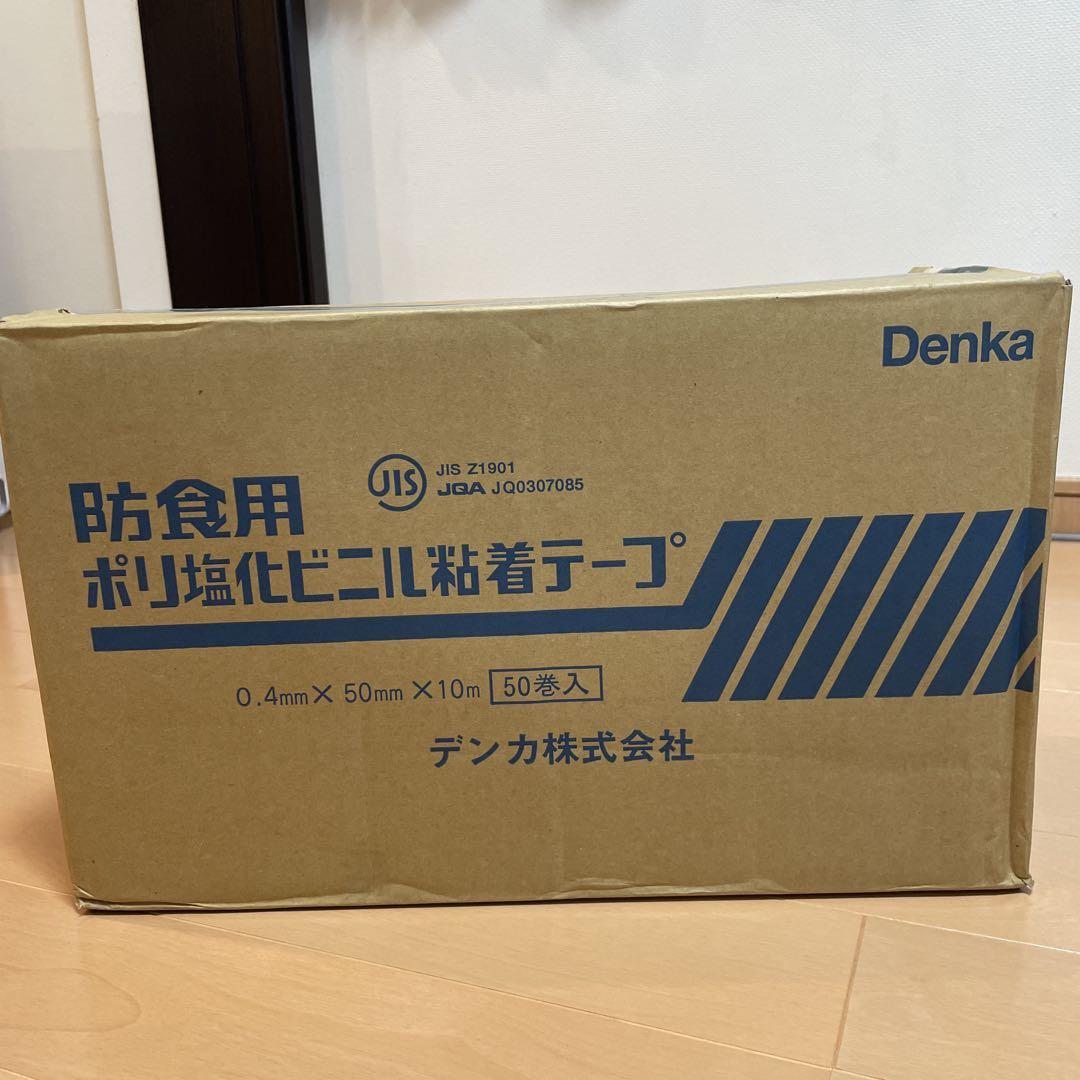 Denka
JIS JIS Z1901
JQA JQ0307085
防食用
ポリ塩化ビニル粘着テープ
0.4mm×50mm×10m 50巻入
デンカ株式会社